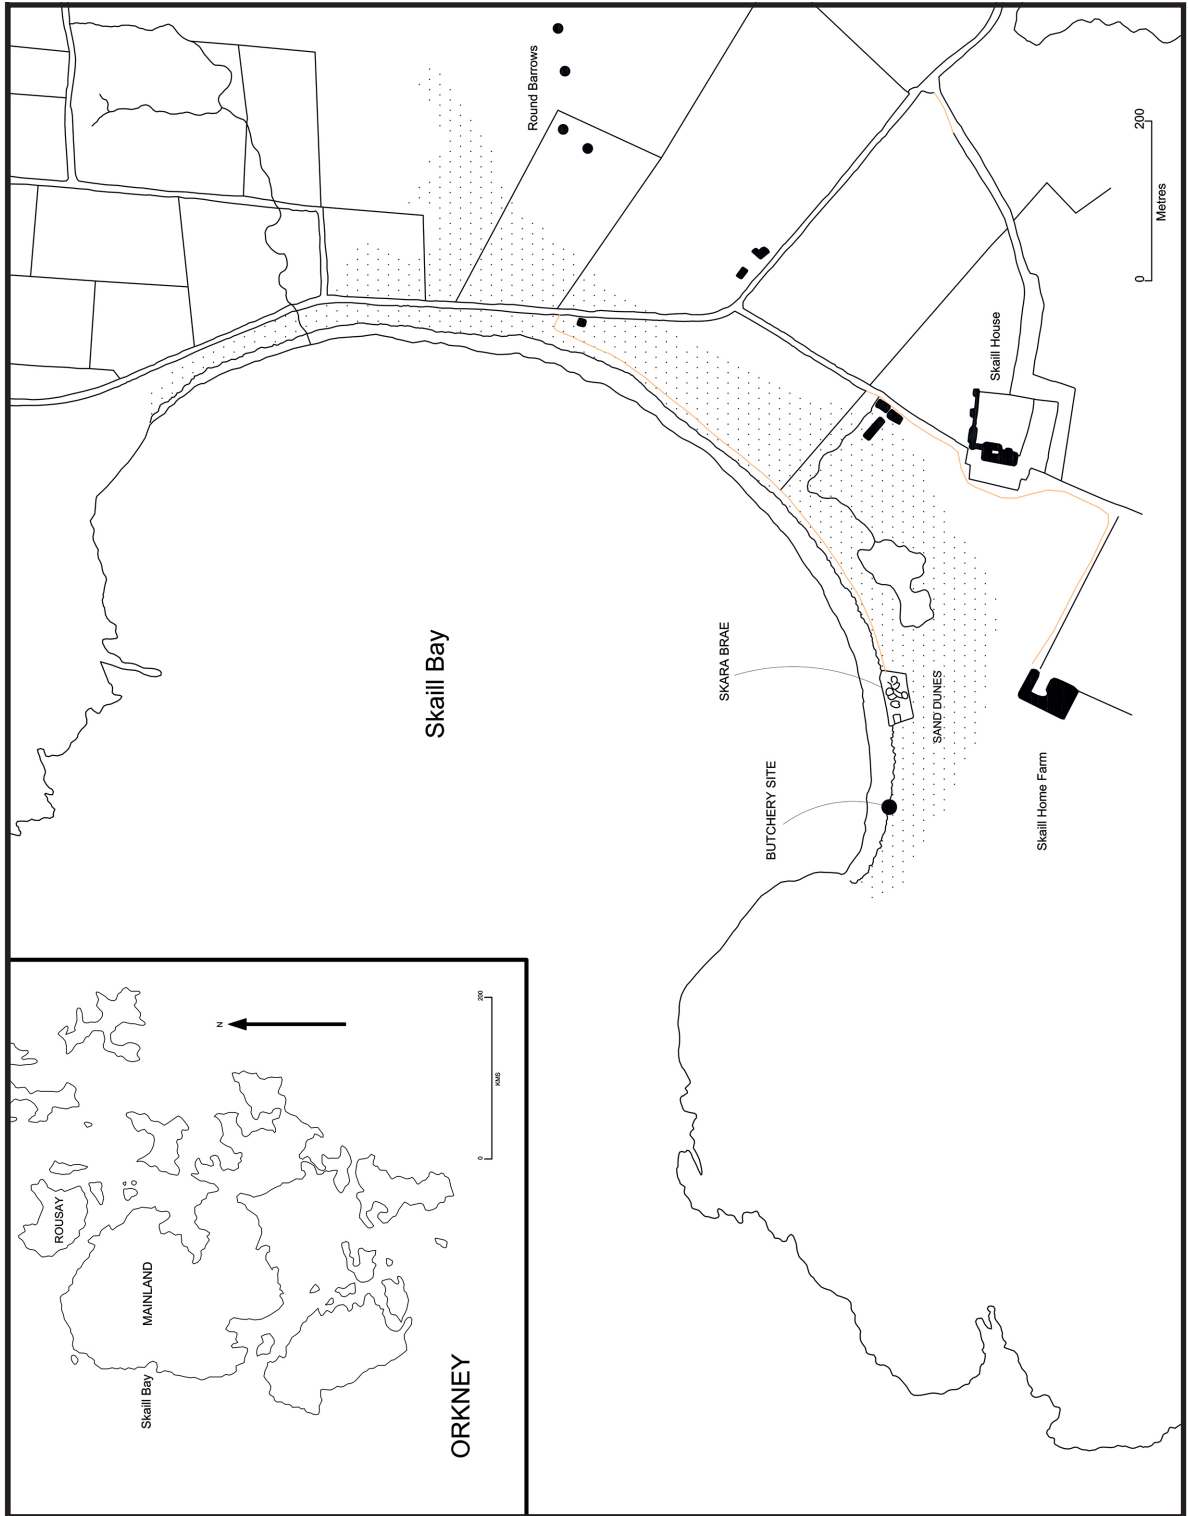 Round Barrows
200
0
Metres
Skaill House
Skaill Bay
SKARA BRAE
SAND DUNES
BUTCHERY SITE
Skaill Home Farm
N
200
0
KMS
ROUSAY
MAINLAND
Skaill Bay
ORKNEY